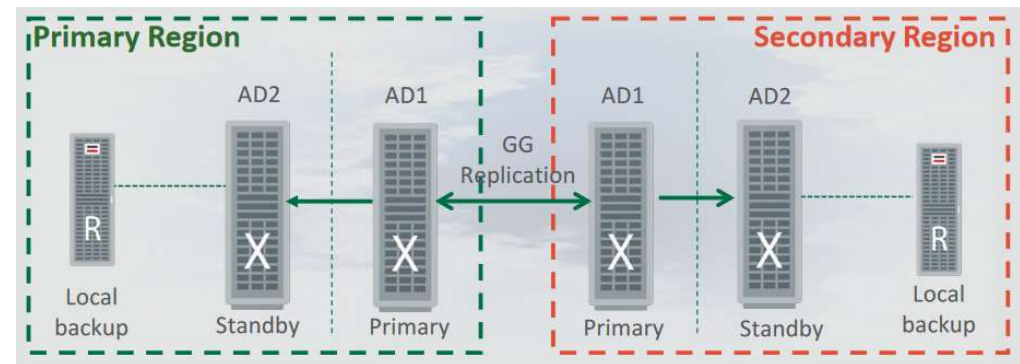 Primary Region
Secondary Region
AD2
AD1
AD1
AD2
GG
Replication
R
X
X
X
X
R
Local
backup
Standby
Primary
Primary
Standby
Local
backup